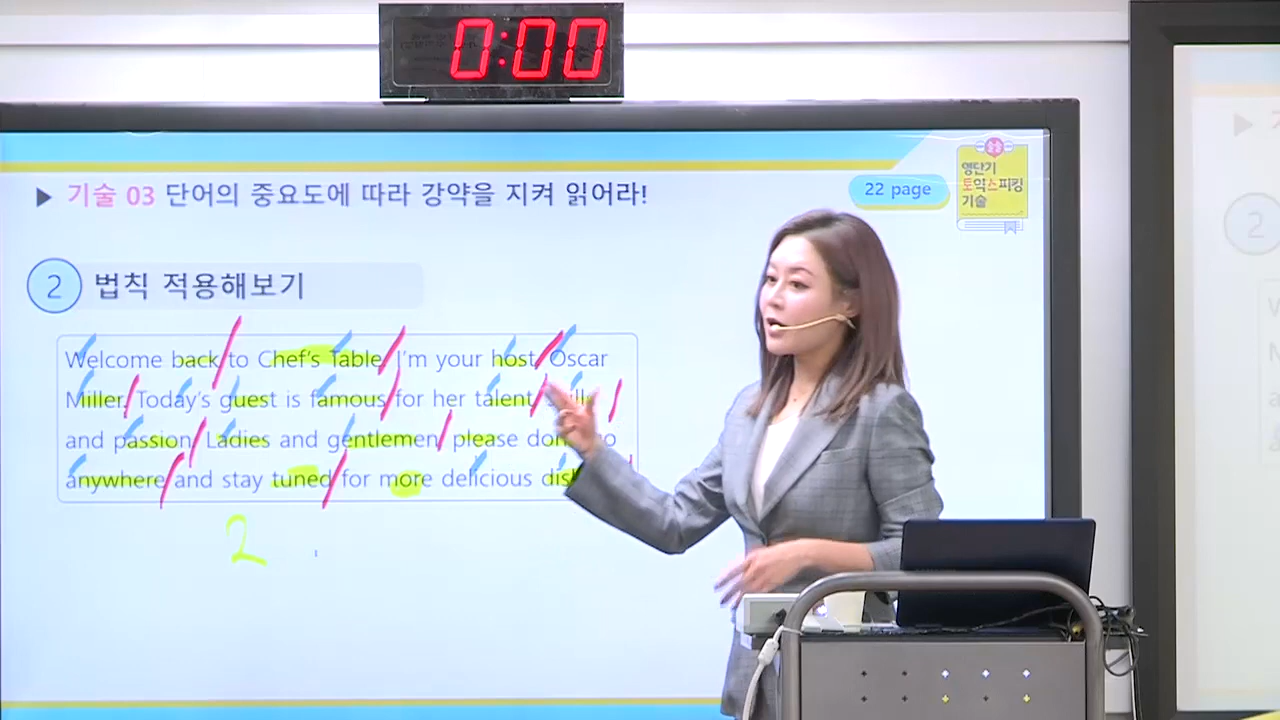 0:00
▶ 기술 03 단어의 중요도에 따라 강약을 지켜 읽어라!
22 page
영단기
토익스피킹
기술
2 법칙 적용해보기
Welcome back to Chef's Table, I'm your host, Oscar
Miller. Today's guest is famous for her talent,
and passion. Ladies and gentlemen, please
anywhere and stay tuned for more delicious
2
2